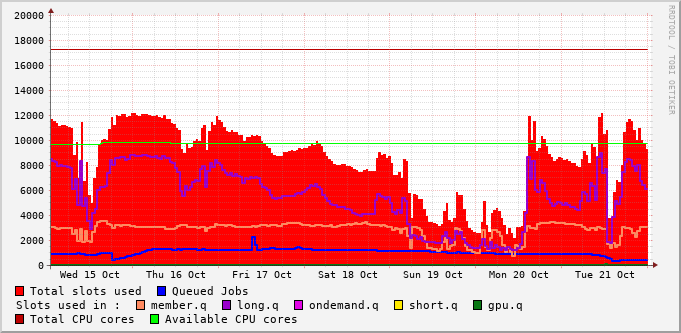 20000
18000
16000
14000
12000
10000
8000
6000
4000
2000
0
Wed 15 Oct Thu 16 Oct Fri 17 Oct Sat 18 Oct Sun 19 Oct Mon 20 Oct Tue 21 Oct
Total slots used Queued Jobs
Slots used in : member.q long.q ondemand.q short.q gpu.q
Total CPU cores Available CPU cores
RRDTOOL / TOBI OETIKER